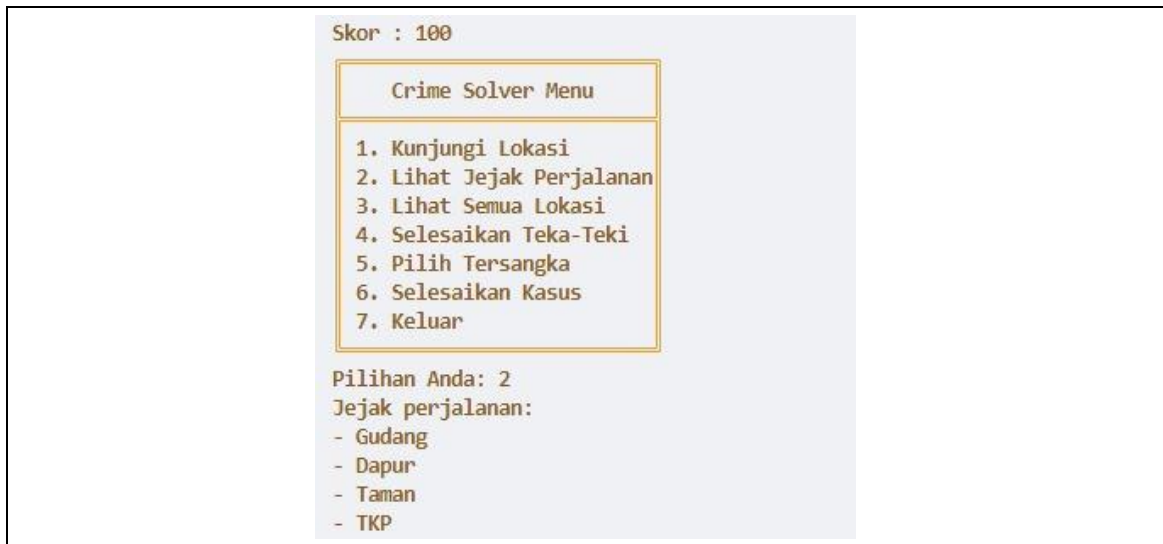 Skor : 100
Crime Solver Menu
1. Kunjungi Lokasi
2. Lihat Jejak Perjalanan
3. Lihat Semua Lokasi
4. Selesaikan Teka-Teki
5. Pilih Tersangka
6. Selesaikan Kasus
7. Keluar
Pilihan Anda: 2
Jejak perjalanan:
- Gudang
- Dapur
- Taman
- TKP